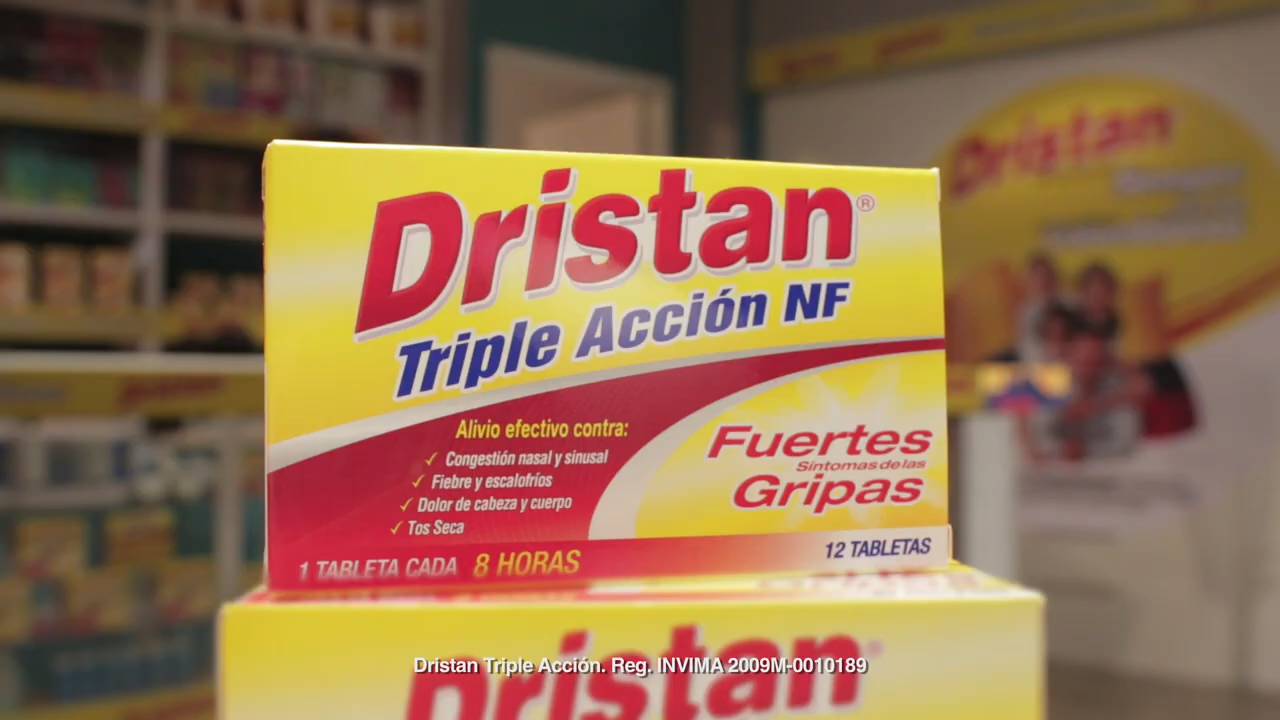 Dristan®
Triple Acción NF
Alivio efectivo contra:
✓ Congestión nasal y sinusal
✓ Fiebre y escalofríos
✓ Dolor de cabeza y cuerpo
✓ Tos Seca
Fuertes
Síntomas de las
Gripas
1 TABLETA CADA 8 HORAS
12 TABLETAS
Dristan
Dristan
Dristan Triple Acción. Reg. INVIMA 2009M-0010189